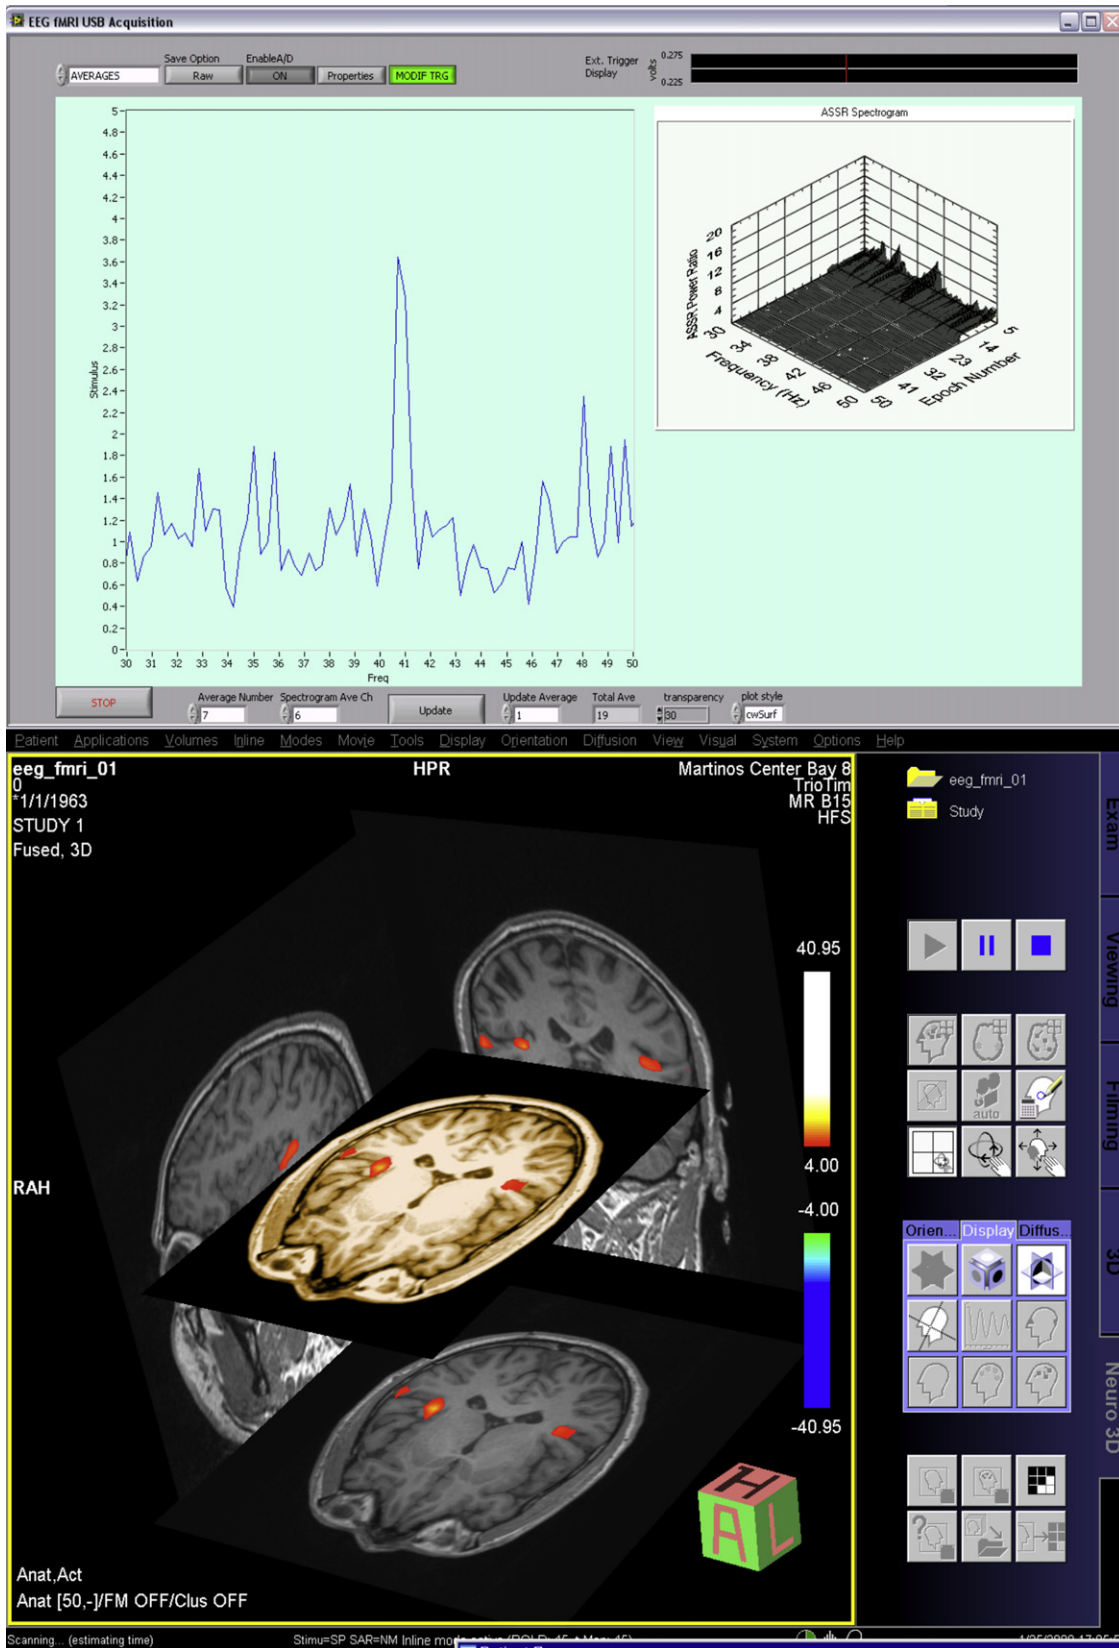 EEG fMRI USB Acquisition
Save Option EnableA/D
AVERAGES Raw ON Properties MODIF TRG
Ext. Trigger
Display
volts
0.275
0.225
ASSR Spectrogram
5
4.8
4.6
4.4
4.2
4
3.8
3.6
3.4
3.2
3
2.8
2.6
2.4
2.2
2
1.8
1.6
1.4
1.2
1
0.8
0.6
0.4
0.2
0
Stimulus
30 31 32 33 34 35 36 37 38 39 40 41 42 43 44 45 46 47 48 49 50
Freq
ASSR Power Ratio
20
16
12
8
4
30 34 38 42 46 50
Frequency (Hz)
50 41 32 23 14 5
Epoch Number
STOP
Average Number Spectrogram Ave Ch Update Average Total Ave transparency plot style
7 6 Update 1 19 30 cwSurf
Patient Applications Volumes Inline Modes Movie Tools Display Orientation Diffusion View Visual System Options Help
eeg_fmri_01
0
*1/1/1963
STUDY 1
Fused, 3D
HPR
Martinos Center Bay 8
TrioTim
MR B15
HFS
eeg_fmri_01
Study
Exam
Viewing
Filming
3D
Neuro 3D
40.95
4.00
-4.00
-40.95
RAH
auto
Orien... Display Diffus...
H
A L
Anat,Act
Anat [50,-]/FM OFF/Clus OFF
Scanning... (estimating time)
Stimu=SP SAR=NM Inline